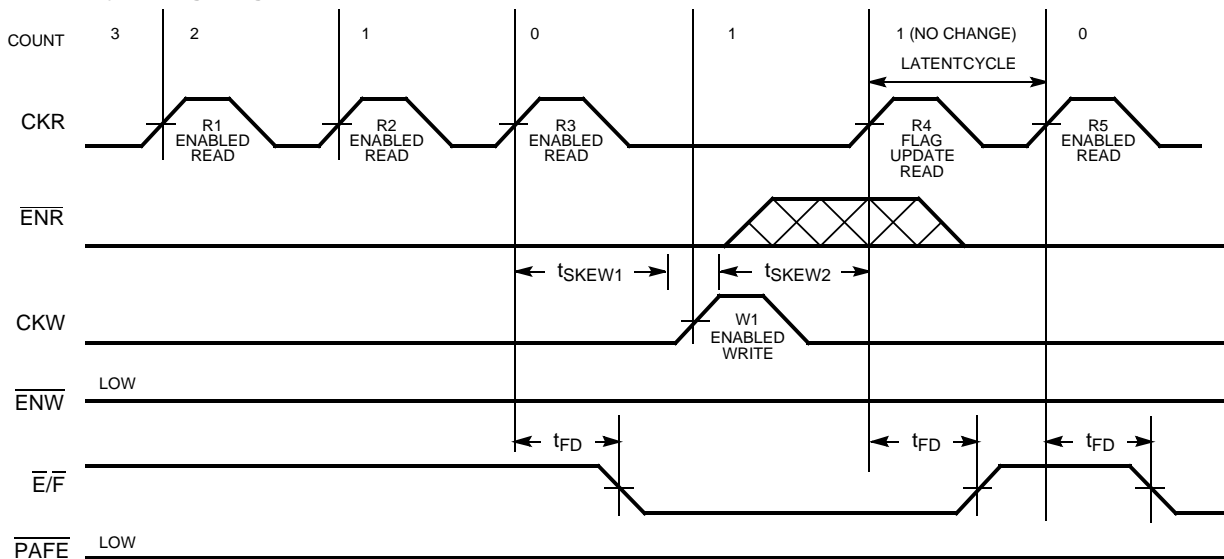 COUNT 3 2 1 0 1 1 (NO CHANGE) 0
LATENTCYCLE
CKR
R1
ENABLED
READ
R2
ENABLED
READ
R3
ENABLED READ
R4
FLAG
UPDATE
READ
R5
ENABLED
READ
ENR
tSKEW1 tSKEW2
CKW
W1
ENABLED
WRITE
LOW
ENW
tFD tFD tFD
E/F
LOW
PAFE